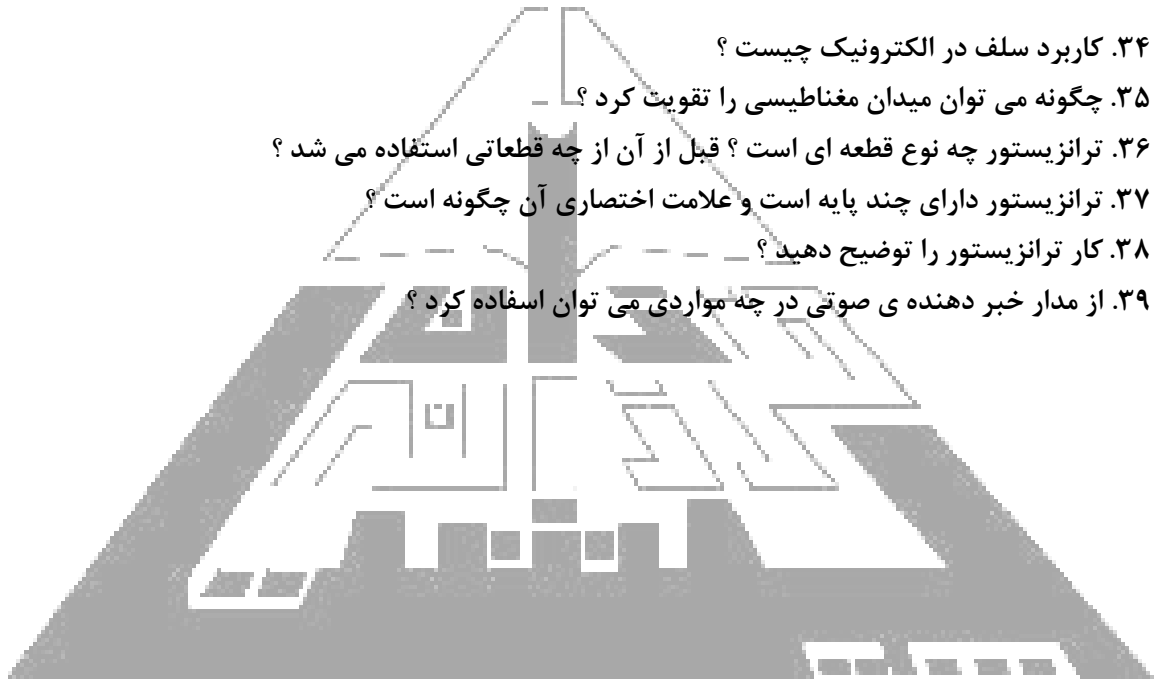 ۳۴. کاربرد سلف در الکترونیک چیست ؟
۳۵. چگونه می توان میدان مغناطیسی را تقویت کرد ؟
۳۶. ترانزیستور چه نوع قطعه ای است ؟ قبل از آن از چه قطعاتی استفاده می شد ؟
۳۷. ترانزیستور دارای چند پایه است و علامت اختصاری آن چگونه است ؟
۳۸. کار ترانزیستور را توضیح دهید ؟
۳۹. از مدار خبر دهنده ی صوتی در چه مواردی می توان اسفاده کرد ؟